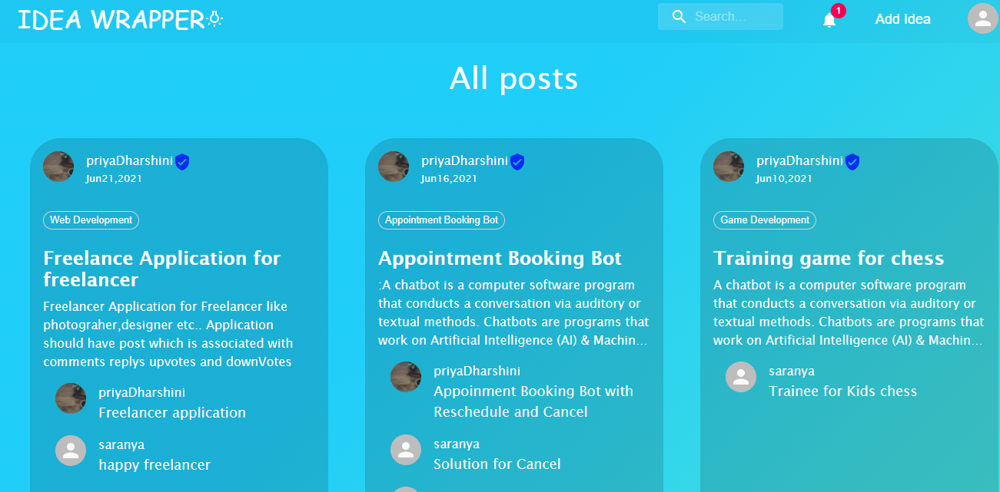 IDEA WRAPPER
Search...
1
Add Idea
All posts
priyaDharshini
Jun21,2021
Web Development
Freelance Application for
freelancer
Freelancer Application for Freelancer like
photograher,designer etc.. Application
should have post which is associated with
comments replys upvotes and downVotes
priyaDharshini
Freelancer application
saranya
happy freelancer
priyaDharshini
Jun16,2021
Appointment Booking Bot
Appointment Booking Bot
:A chatbot is a computer software program
that conducts a conversation via auditory or
textual methods. Chatbots are programs that
work on Artificial Intelligence (AI) & Machin...
priyaDharshini
Appoinment Booking Bot with
Reschedule and Cancel
saranya
Solution for Cancel
priyaDharshini
Jun10,2021
Game Development
Training game for chess
A chatbot is a computer software program
that conducts a conversation via auditory or
textual methods. Chatbots are programs that
work on Artificial Intelligence (AI) & Machin...
saranya
Trainee for Kids chess